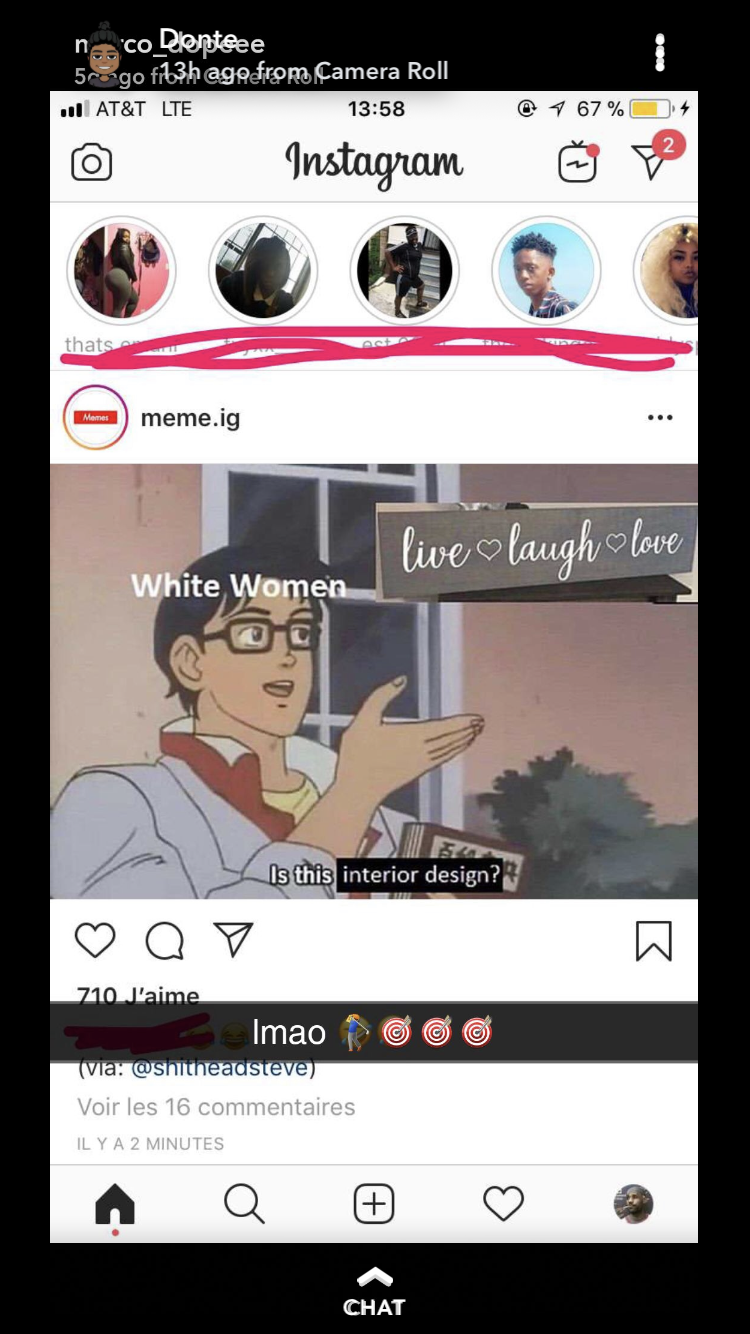 Donte
13h ago from Camera Roll
AT&T LTE
13:58
67 %
Instagram
2
thats
est
Memes
meme.ig
live ♡ laugh ♡ love
White Women
Is this interior design?
710 J'aime
😂 lmao 🏌🎯🎯🎯
(via: @shitheadsteve)
Voir les 16 commentaires
IL Y A 2 MINUTES
CHAT